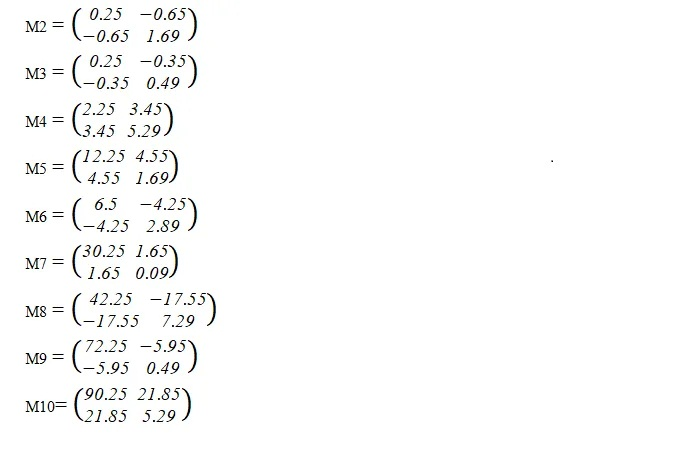 M2 = ( 0.25 −0.65
−0.65 1.69 )
M3 = ( 0.25 −0.35
−0.35 0.49 )
M4 = ( 2.25 3.45
3.45 5.29 )
M5 = ( 12.25 4.55
4.55 1.69 )
M6 = ( 6.5 −4.25
−4.25 2.89 )
M7 = ( 30.25 1.65
1.65 0.09 )
M8 = ( 42.25 −17.55
−17.55 7.29 )
M9 = ( 72.25 −5.95
−5.95 0.49 )
M10= ( 90.25 21.85
21.85 5.29 )